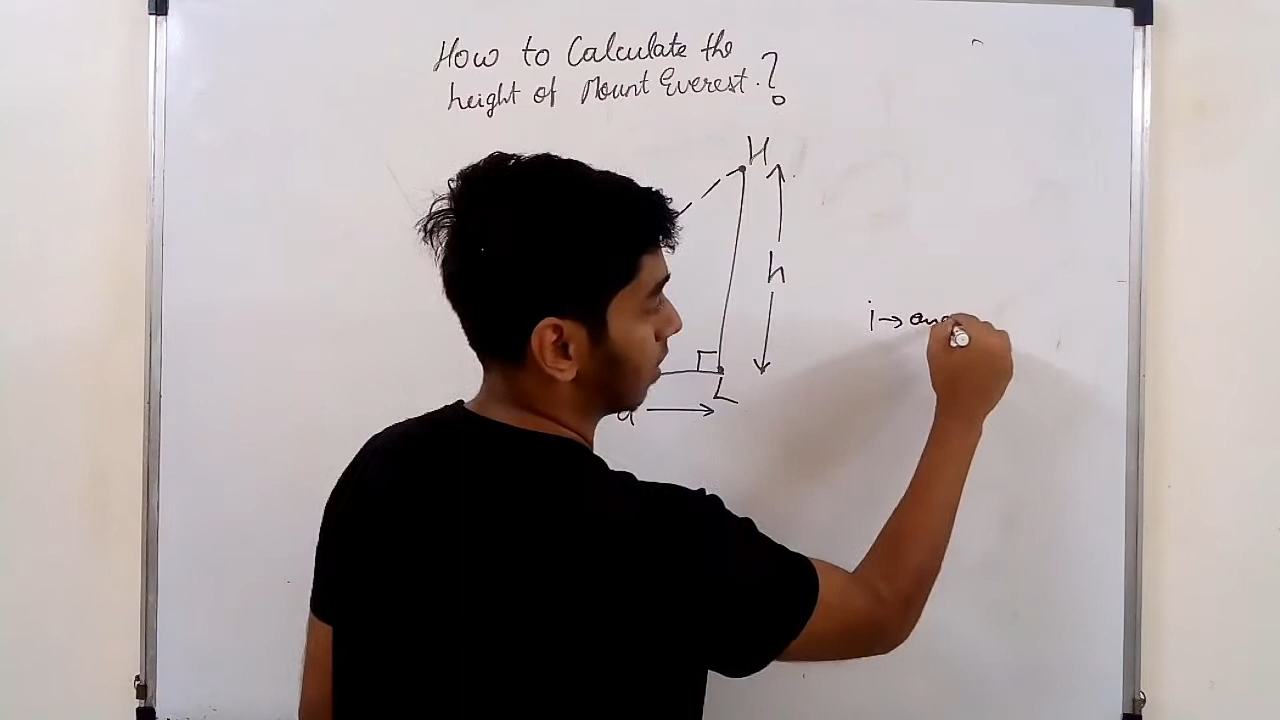 How to Calculate the
height of Mount Everest.?
H
h
i→
L
d